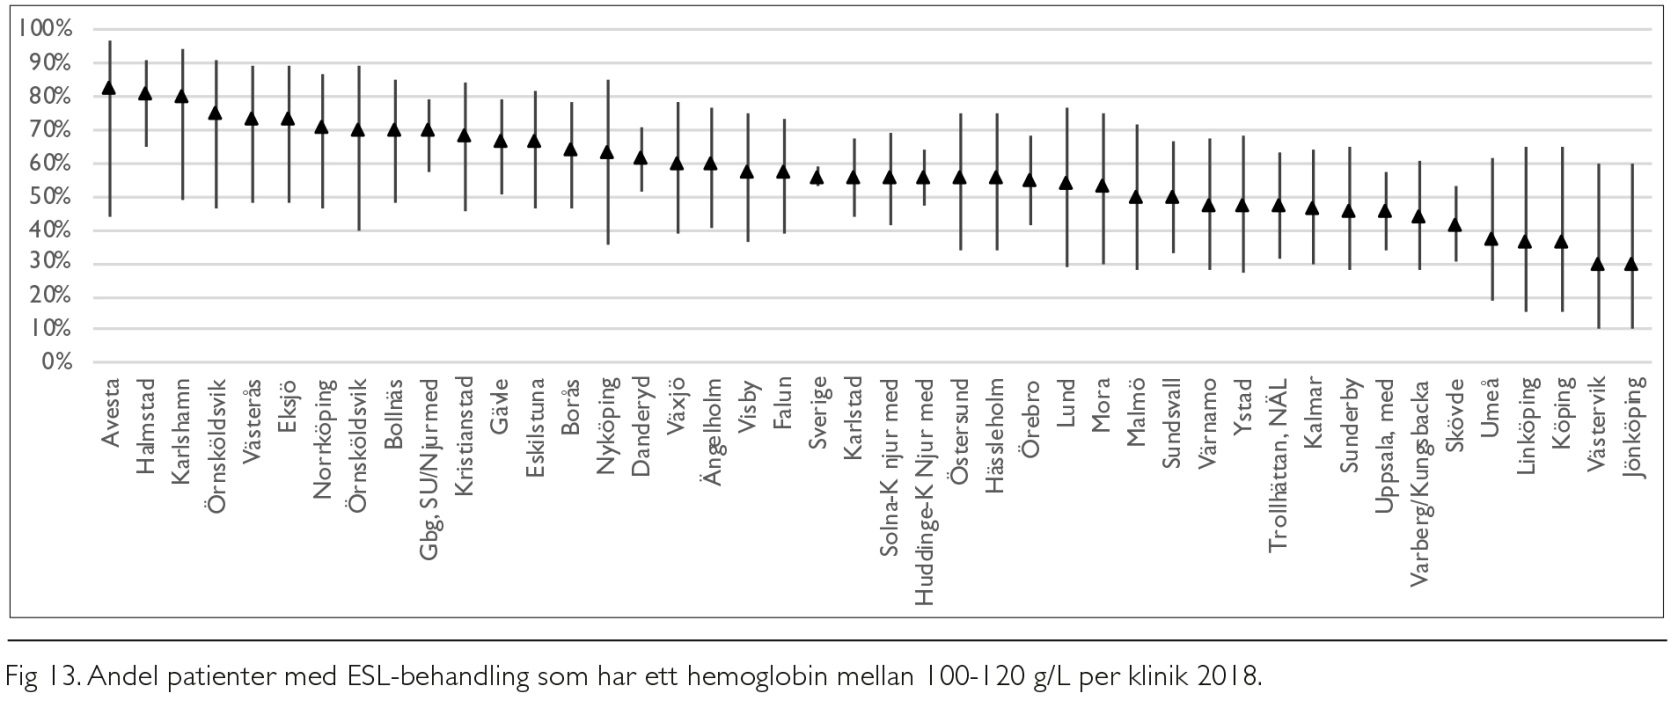 100%
90%
80%
70%
60%
50%
40%
30%
20%
10%
0%
Avesta
Halmstad
Karlshamn
Örnsköldsvik
Västerås
Eksjö
Norrköping
Örnsköldsvik
Bollnäs
Gbg, SU/Njurmed
Kristianstad
Gävle
Eskilstuna
Borås
Nyköping
Danderyd
Växjö
Ängelholm
Visby
Falun
Sverige
Karlstad
Solna-K njur med
Huddinge-K Njur med
Östersund
Hässleholm
Örebro
Lund
Mora
Malmö
Sundsvall
Värnamo
Ystad
Trollhättan, NÄL
Kalmar
Sunderby
Uppsala, med
Varberg/Kungsbacka
Skövde
Umeå
Linköping
Köping
Västervik
Jönköping
Fig 13. Andel patienter med ESL-behandling som har ett hemoglobin mellan 100-120 g/L per klinik 2018.